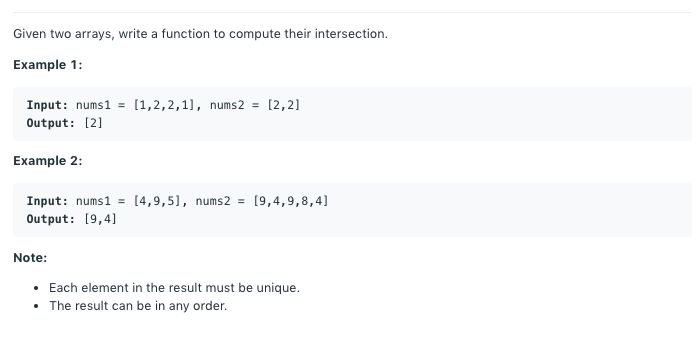 Given two arrays, write a function to compute their intersection.
Example 1:
Input: nums1 = [1,2,2,1], nums2 = [2,2]
Output: [2]
Example 2:
Input: nums1 = [4,9,5], nums2 = [9,4,9,8,4]
Output: [9,4]
Note:
• Each element in the result must be unique.
• The result can be in any order.